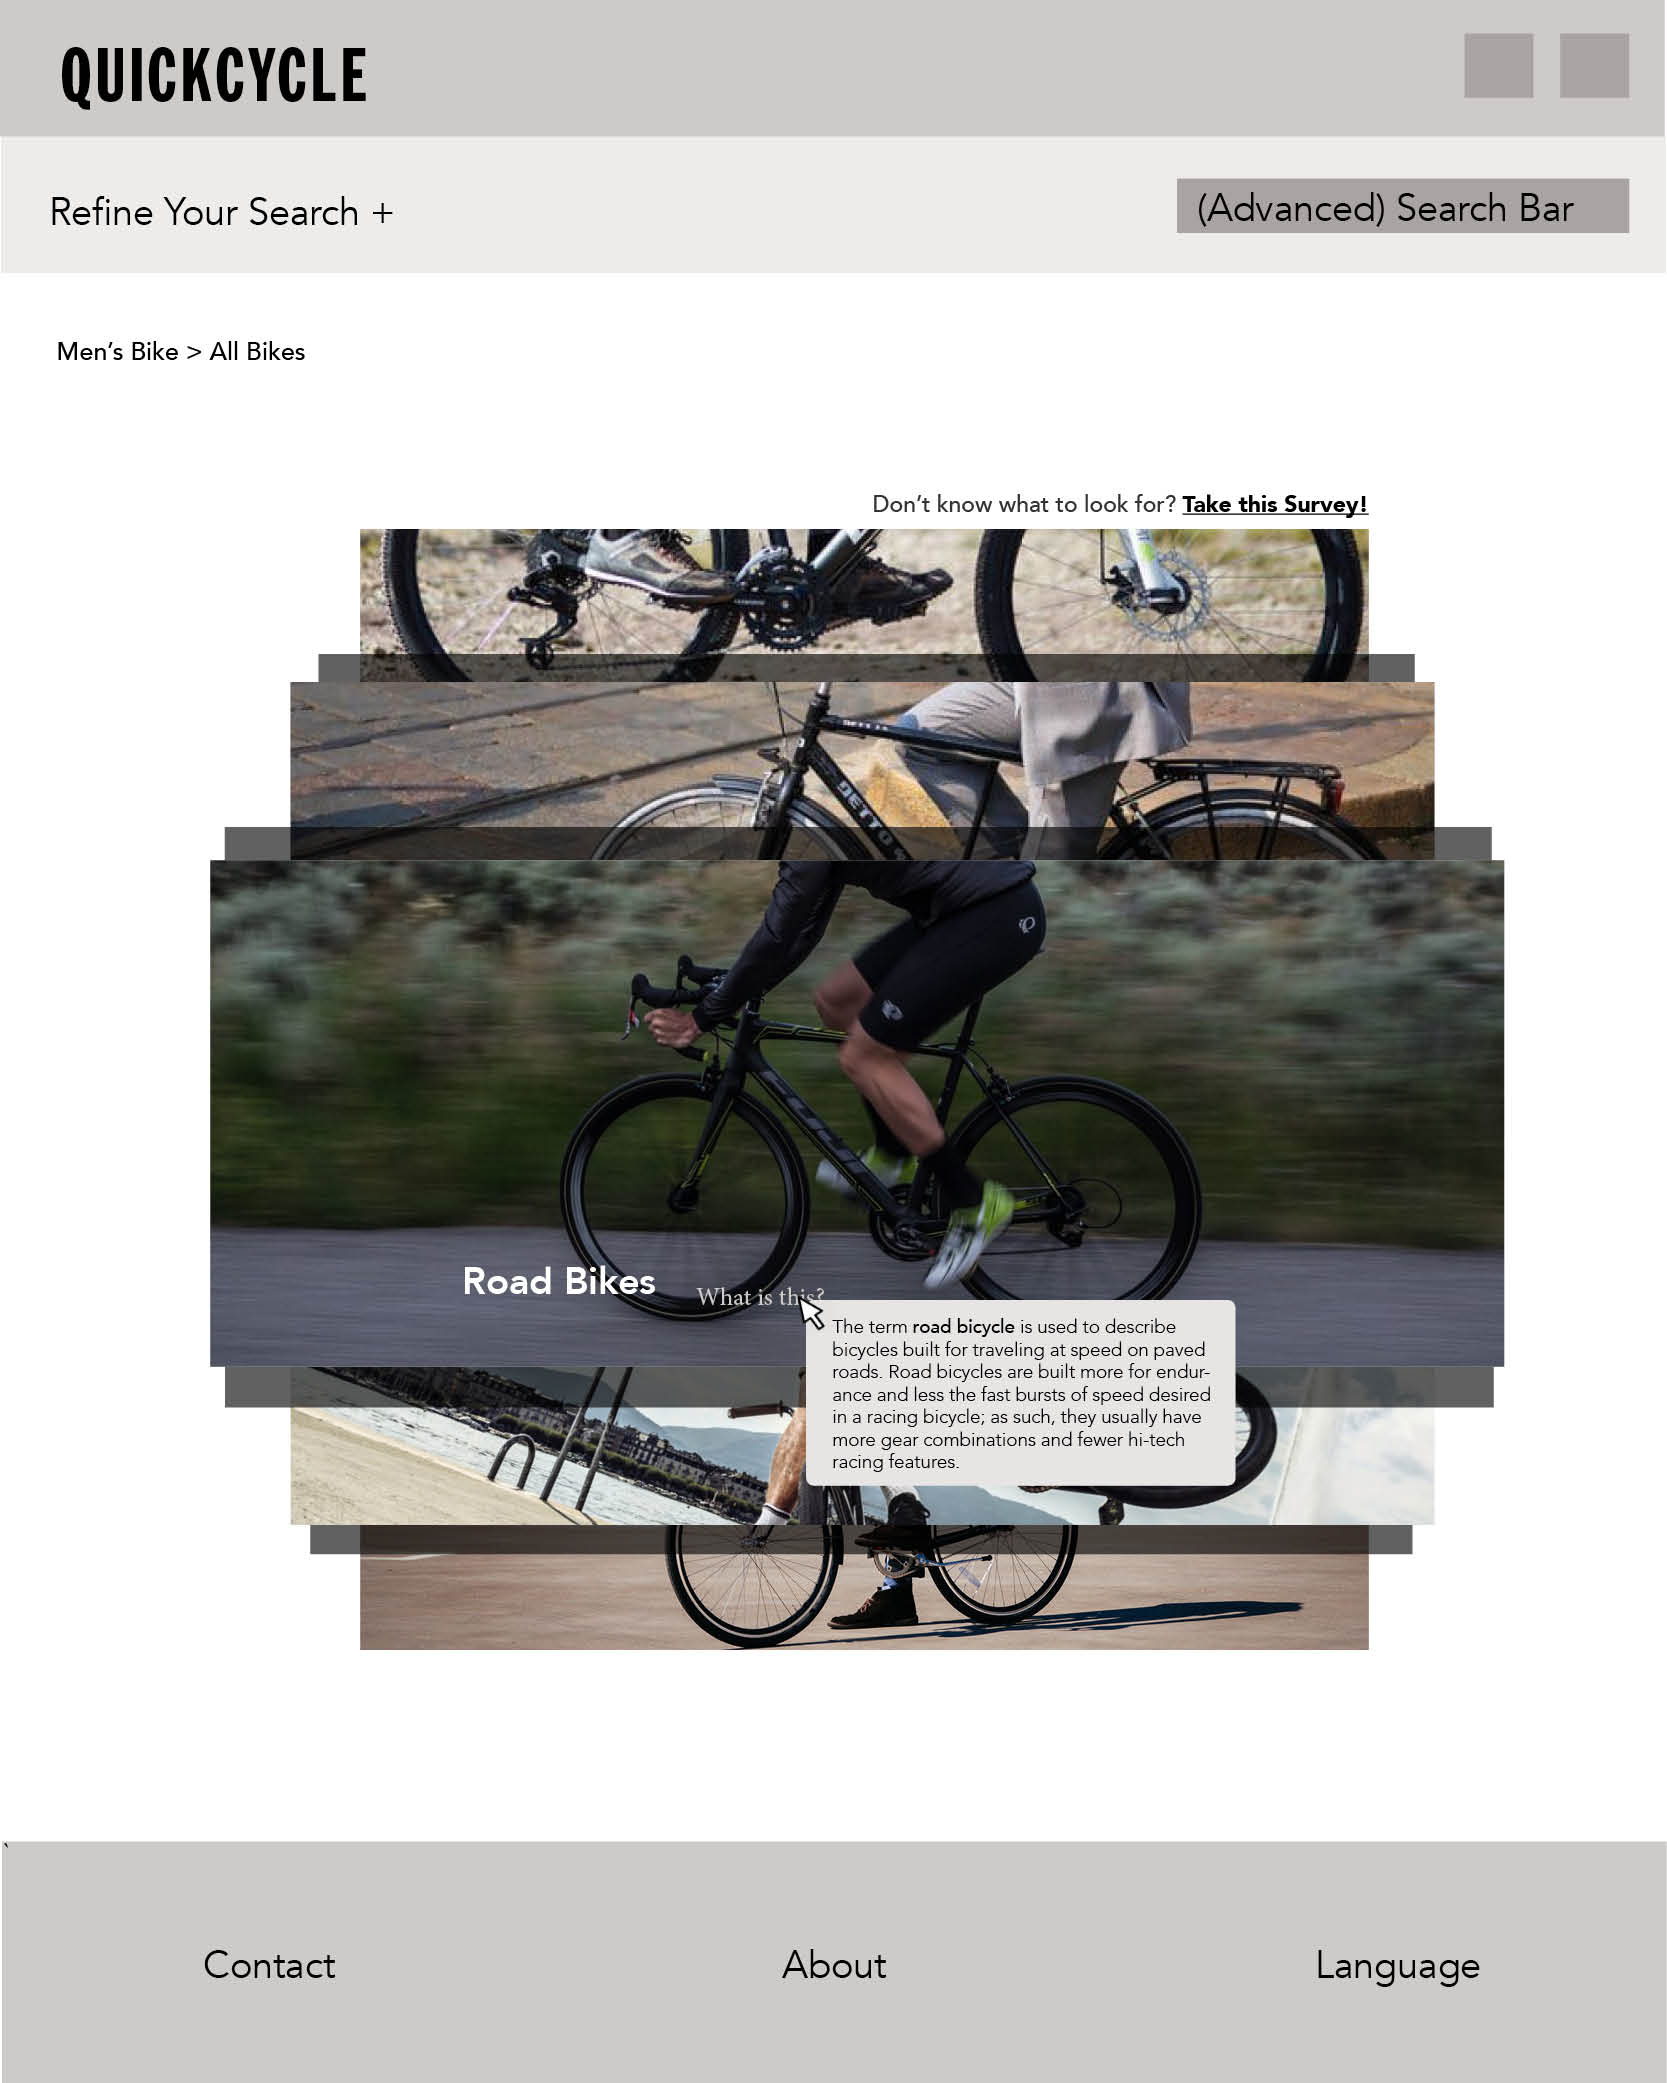 QUICKCYCLE
Refine Your Search +
(Advanced) Search Bar
Men’s Bike > All Bikes
Don’t know what to look for? Take this Survey!
JETTO
Road Bikes
What is this?
The term road bicycle is used to describe
bicycles built for traveling at speed on paved
roads. Road bicycles are built more for endur-
ance and less the fast bursts of speed desired
in a racing bicycle; as such, they usually have
more gear combinations and fewer hi-tech
racing features.
`
Contact
About
Language